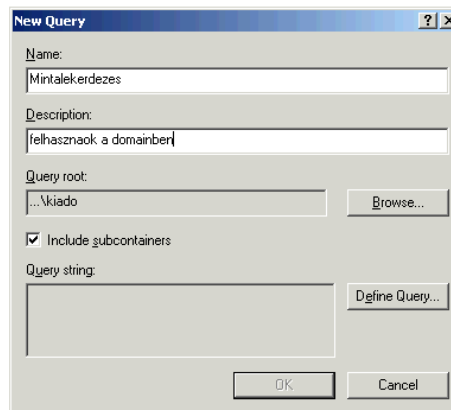 New Query
Name:
Mintalekerdezes
Description:
felhasznaok a domainben
Query root:
...\kiado
Browse...
Include subcontainers
Query string:
Define Query...
OK
Cancel